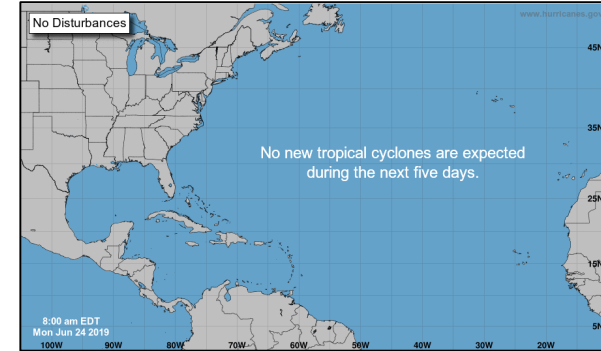 No Disturbances
www.hurricanes.gov
45N
35N
No new tropical cyclones are expected
during the next five days.
25N
15N
8:00 am EDT
Mon Jun 24 2019
5N
100W 90W 80W 70W 60W 50W 40W 30W 20W